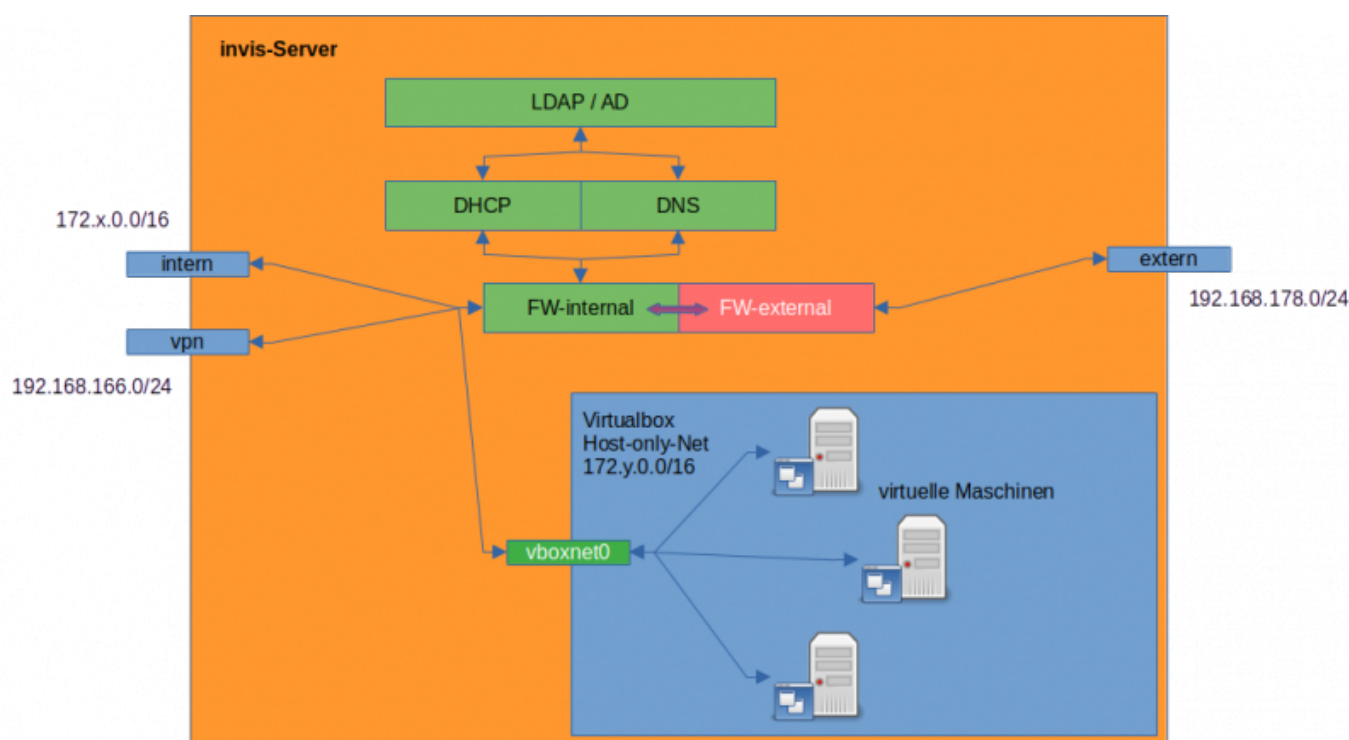 invis-Server
LDAP / AD
DHCP
DNS
172.x.0.0/16
intern
extern
192.168.178.0/24
FW-internal
FW-external
vpn
192.168.166.0/24
Virtualbox
Host-only-Net
172.y.0.0/16
virtuelle Maschinen
vboxnet0